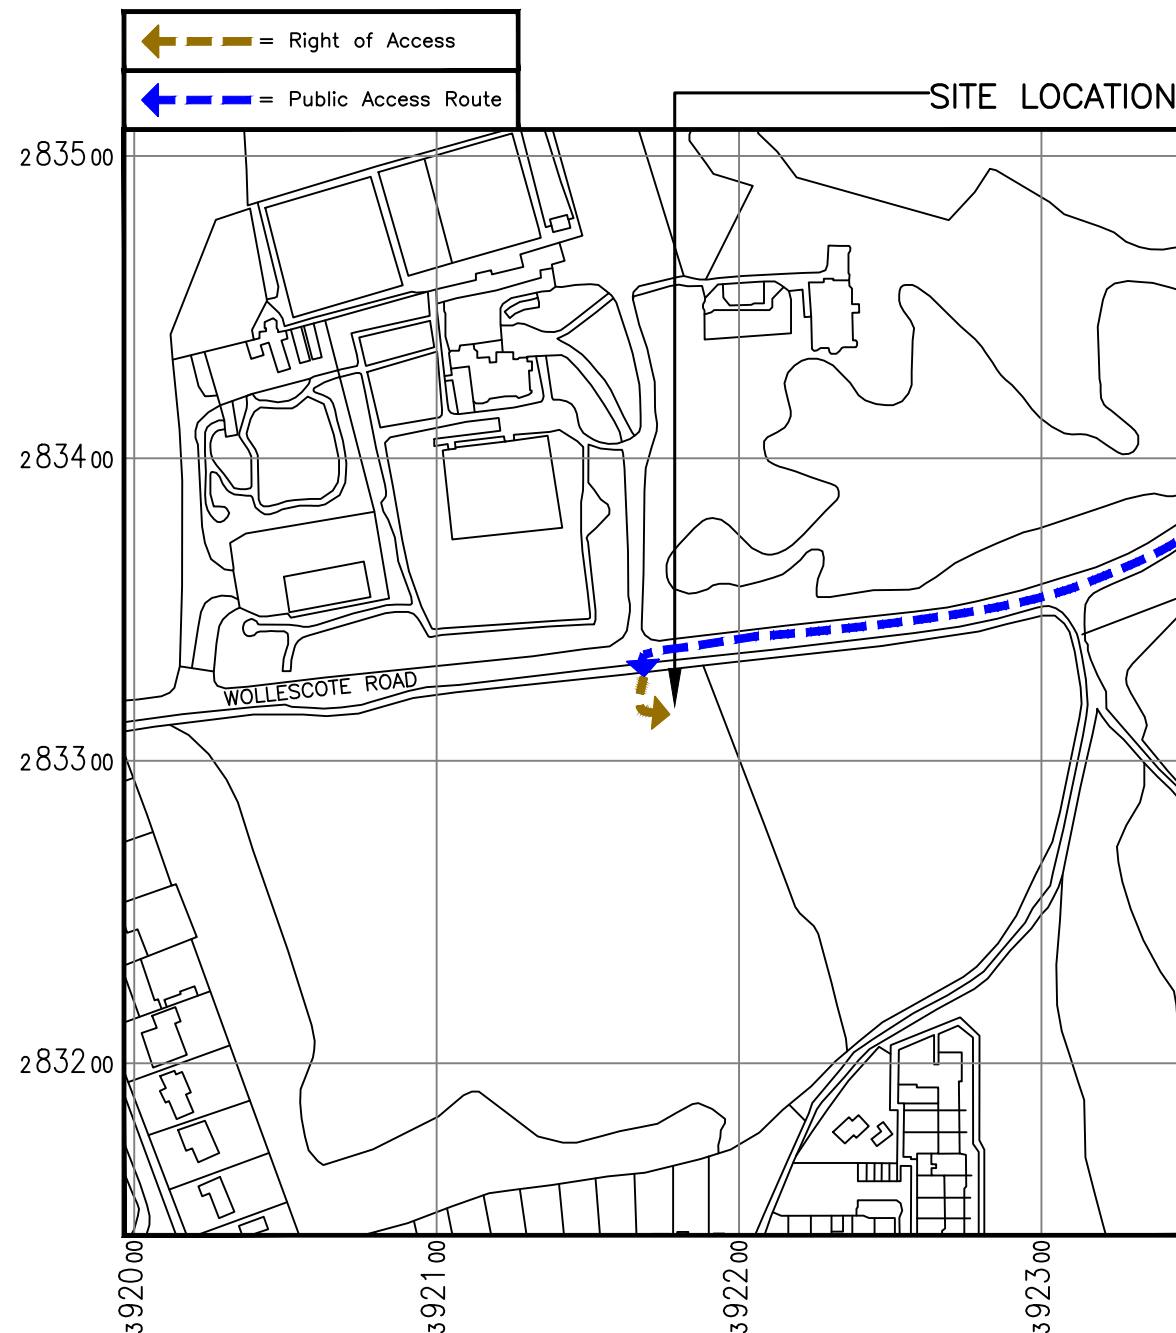 = Right of Access
= Public Access Route
SITE LOCATION
283500
283400
WOLLESCOTE ROAD
283300
283200
392000
392100
392200
392300